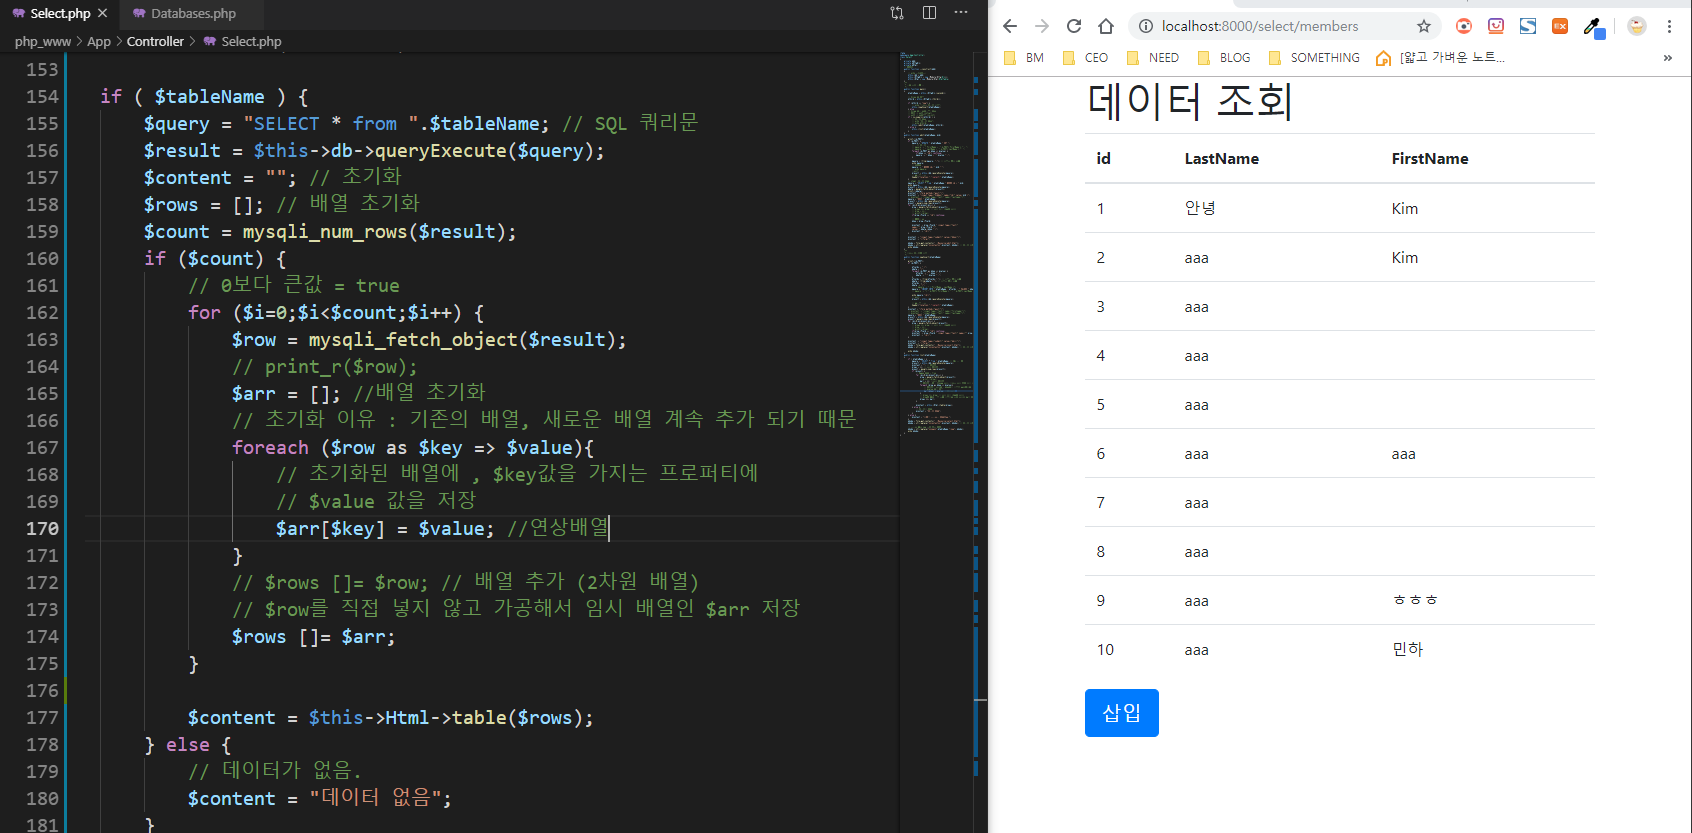 Select.php
Databases.php
php_www > App > Controller > Select.php
153
154 if ( $tableName ) {
155 $query = "SELECT * from ".$tableName; // SQL 쿼리문
156 $result = $this->db->queryExecute($query);
157 $content = ""; // 초기화
158 $rows = []; // 배열 초기화
159 $count = mysqli_num_rows($result);
160 if ($count) {
161 // 0보다 큰값 = true
162 for ($i=0;$i<$count;$i++) {
163 $row = mysqli_fetch_object($result);
164 // print_r($row);
165 $arr = []; //배열 초기화
166 // 초기화 이유 : 기존의 배열, 새로운 배열 계속 추가 되기 때문
167 foreach ($row as $key => $value){
168 // 초기화된 배열에 , $key값을 가지는 프로퍼티에
169 // $value 값을 저장
170 $arr[$key] = $value; //연상배열
171 }
172 // $rows []= $row; // 배열 추가 (2차원 배열)
173 // $row를 직접 넣지 않고 가공해서 임시 배열인 $arr 저장
174 $rows []= $arr;
175 }
176
177 $content = $this->Html->table($rows);
178 } else {
179 // 데이터가 없음.
180 $content = "데이터 없음";
181 }
localhost:8000/select/members
BM CEO NEED BLOG SOMETHING [얇고 가벼운 노트... »
데이터 조회
id LastName FirstName
1 안녕 Kim
2 aaa Kim
3 aaa
4 aaa
5 aaa
6 aaa aaa
7 aaa
8 aaa
9 aaa ㅎㅎㅎ
10 aaa 민하
삽입